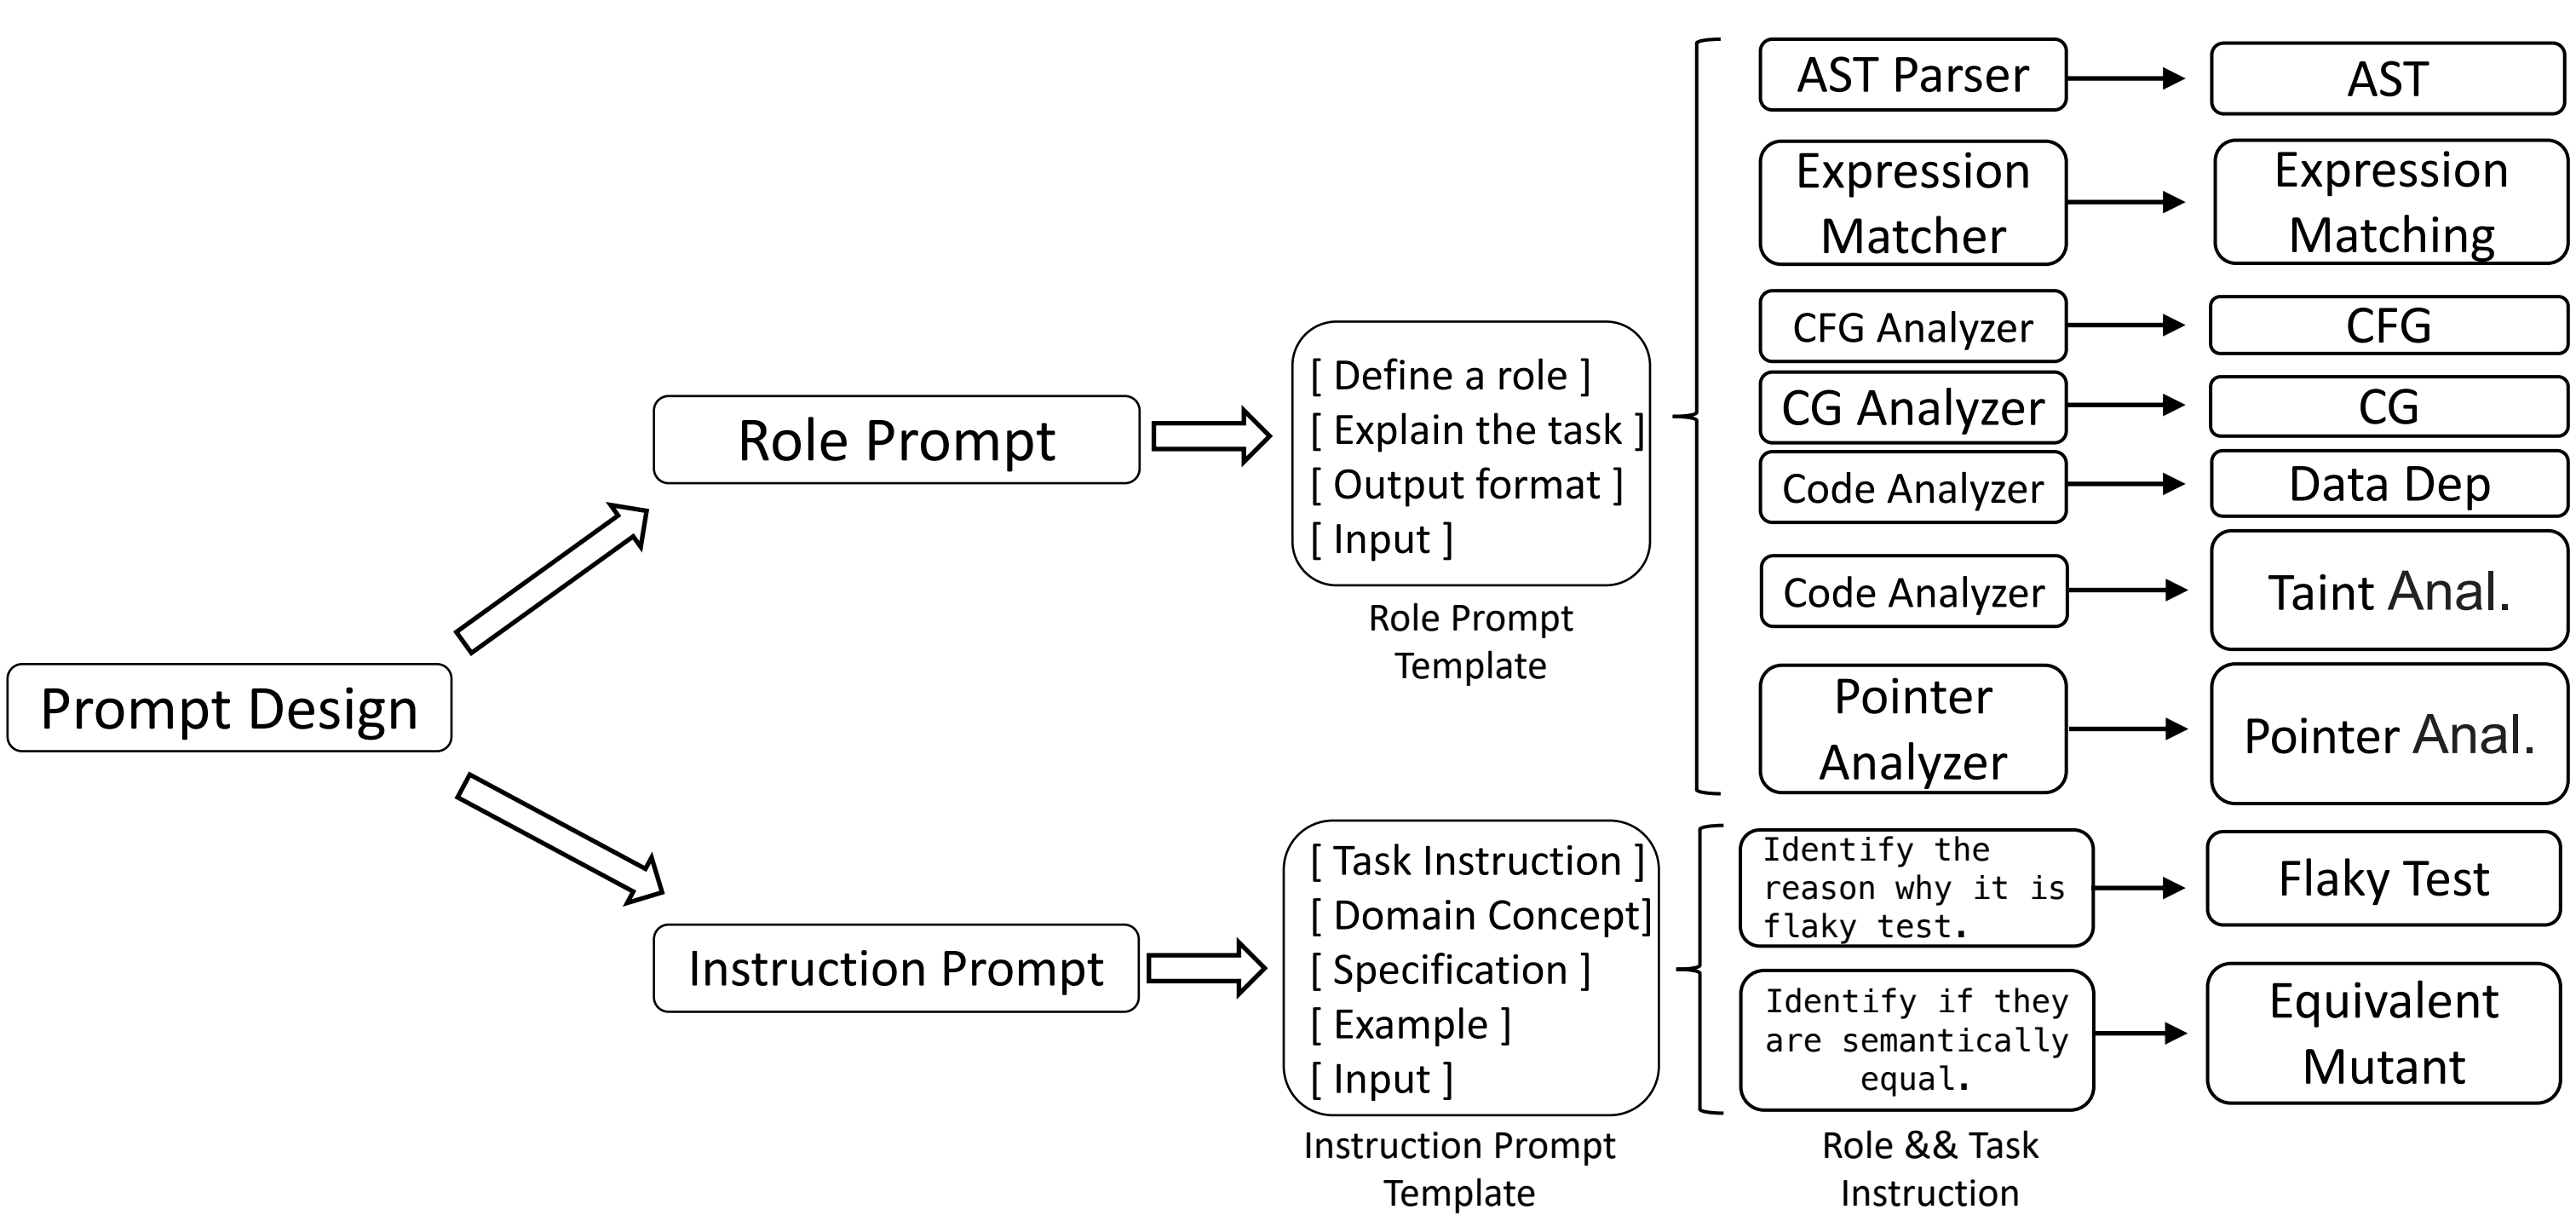 Prompt Design
Role Prompt
Instruction Prompt
[ Define a role ]
[ Explain the task ]
[ Output format ]
[ Input ]
Role Prompt
Template
[ Task Instruction ]
[ Domain Concept]
[ Specification ]
[ Example ]
[ Input ]
Instruction Prompt
Template
AST Parser
AST
Expression
Matcher
Expression
Matching
CFG Analyzer
CFG
CG Analyzer
CG
Code Analyzer
Data Dep
Code Analyzer
Taint Anal.
Pointer
Analyzer
Pointer Anal.
Identify the
reason why it is
flaky test.
Flaky Test
Identify if they
are semantically
equal.
Equivalent
Mutant
Role && Task
Instruction